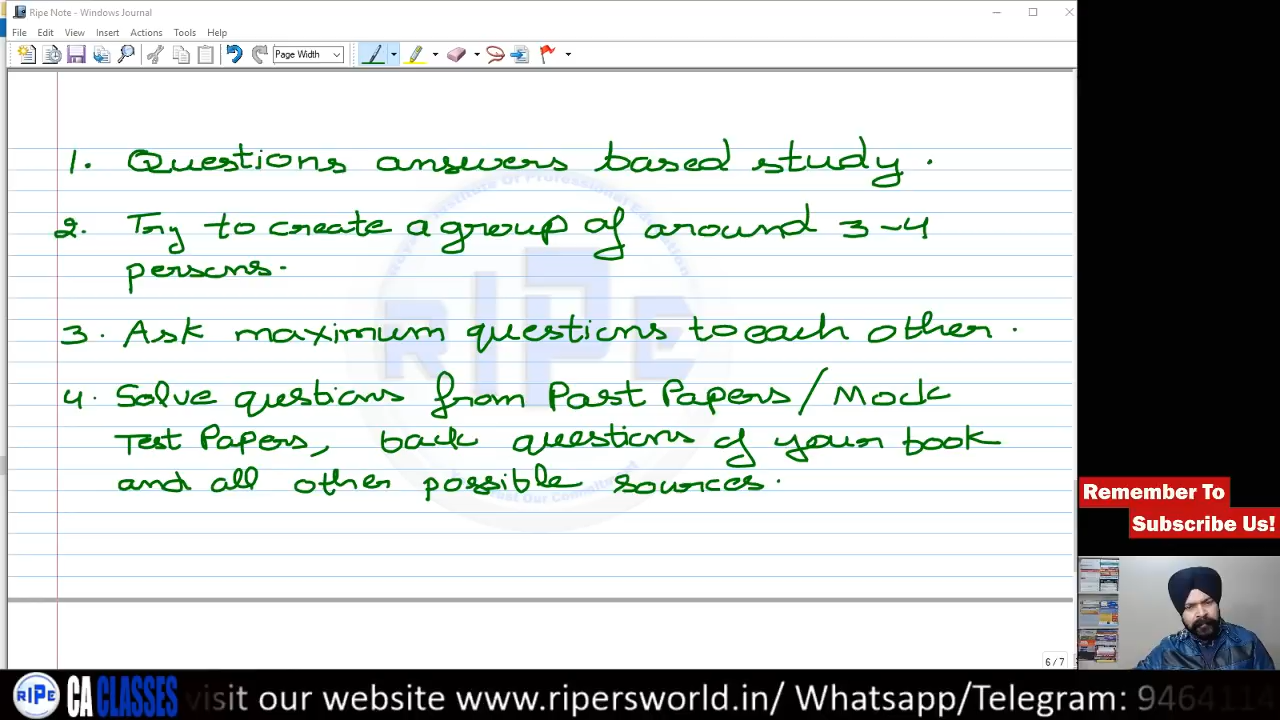 Ripe Note - Windows Journal
File Edit View Insert Actions Tools Help
Page Width
1. Questions answers based study.
2. Try to create a group of around 3-4
persons.
3. Ask maximum questions to each other.
4. Solve questions from Past Papers/Mock
Test Papers, back questions of your book
and all other possible sources.
Remember To
Subscribe Us!
6/7
RIPE CA CLASSES visit our website www.ripersworld.in/ Whatsapp/Telegram: 9464114
RIPE